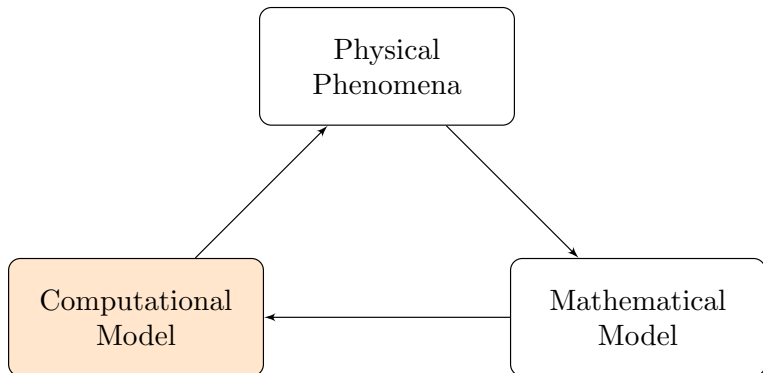 Physical
Phenomena
Computational
Model
Mathematical
Model